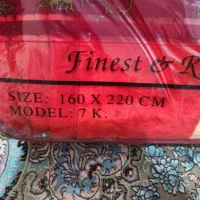 Finest & R
SIZE: 160 X 220 CM
MODEL: 7 K.